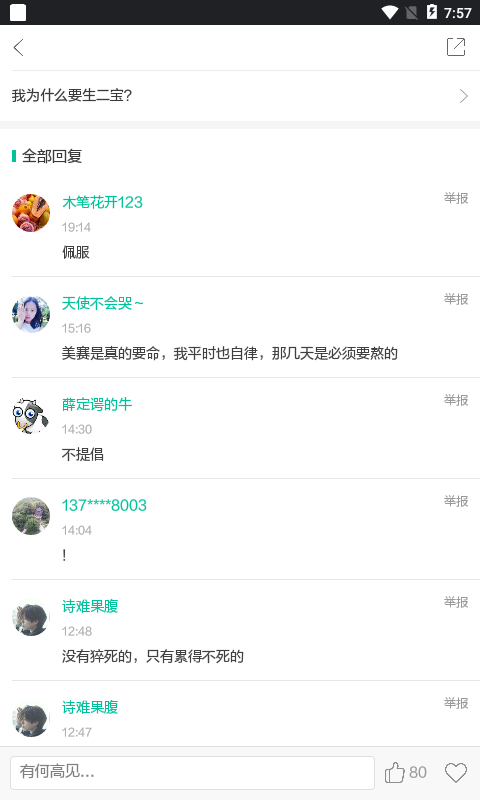 7:57
我为什么要生二宝?
全部回复
木笔花开123
举报
19:14
佩服
天使不会哭~
举报
15:16
美赛是真的要命，我平时也自律，那几天是必须要熬的
薛定谔的牛
举报
14:30
不提倡
137****8003
举报
14:04
！
诗难果腹
举报
12:48
没有猝死的，只有累得不死的
诗难果腹
举报
12:47
有何高见...
80